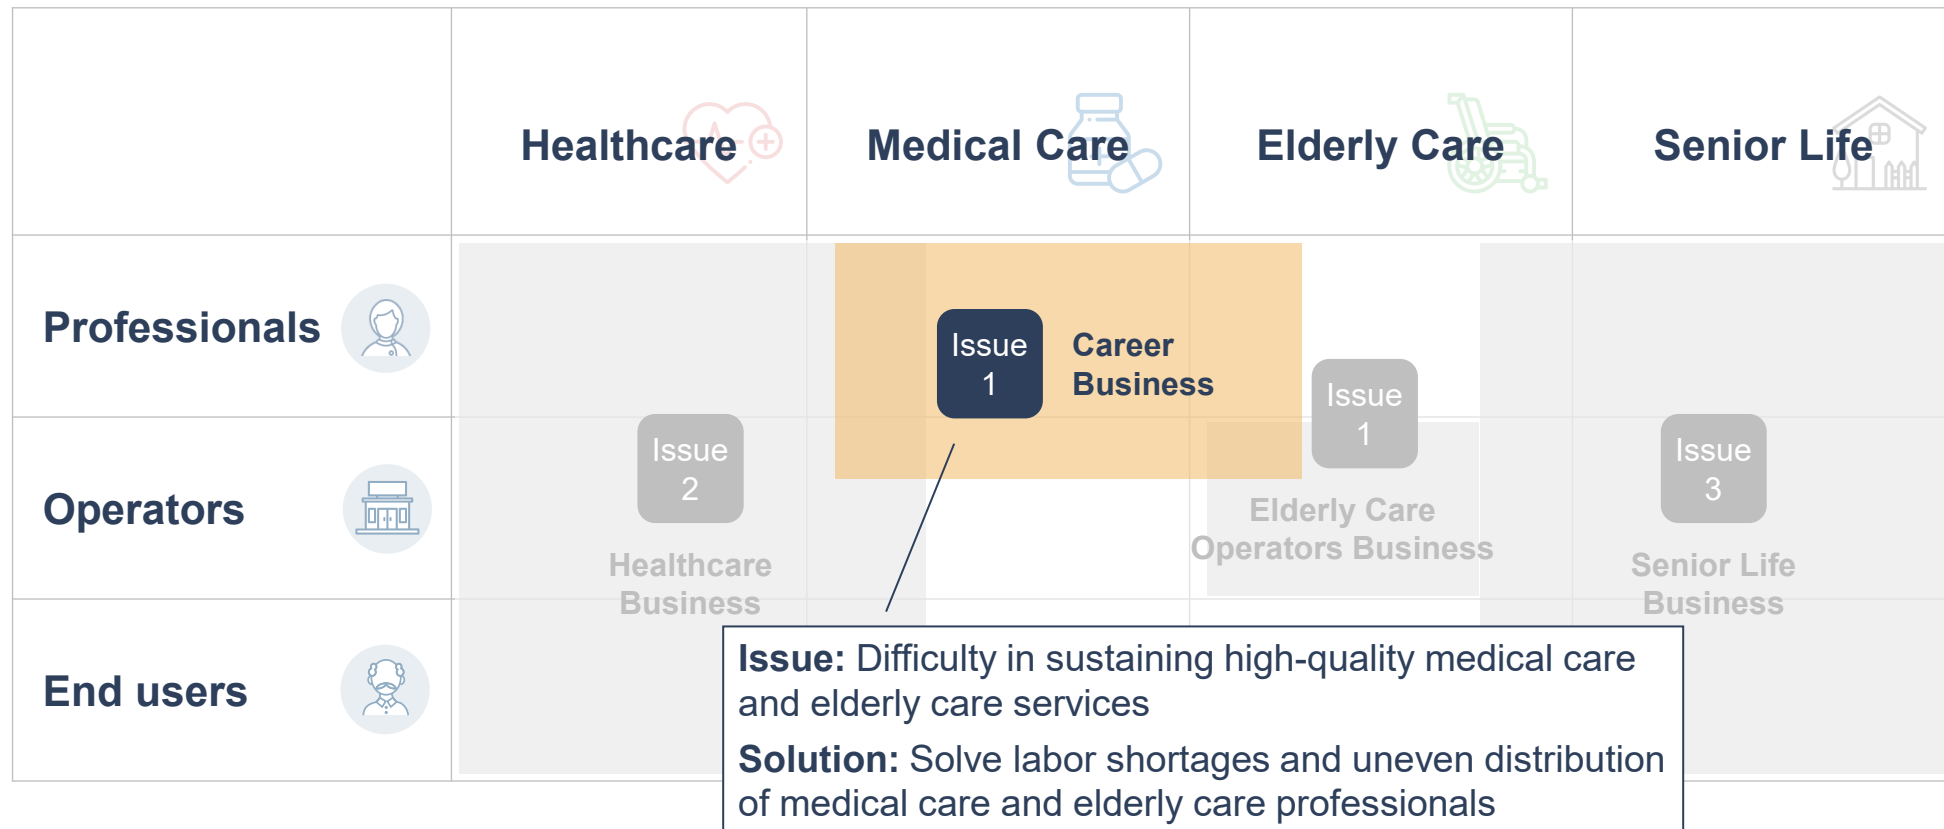 Healthcare
Medical Care
Elderly Care
Senior Life
Professionals
Issue
1
Career
Business
Issue
1
Operators
Issue
2
Healthcare
Business
Elderly Care
Operators Business
Issue
3
Senior Life
Business
End users
Issue: Difficulty in sustaining high-quality medical care
and elderly care services
Solution: Solve labor shortages and uneven distribution
of medical care and elderly care professionals